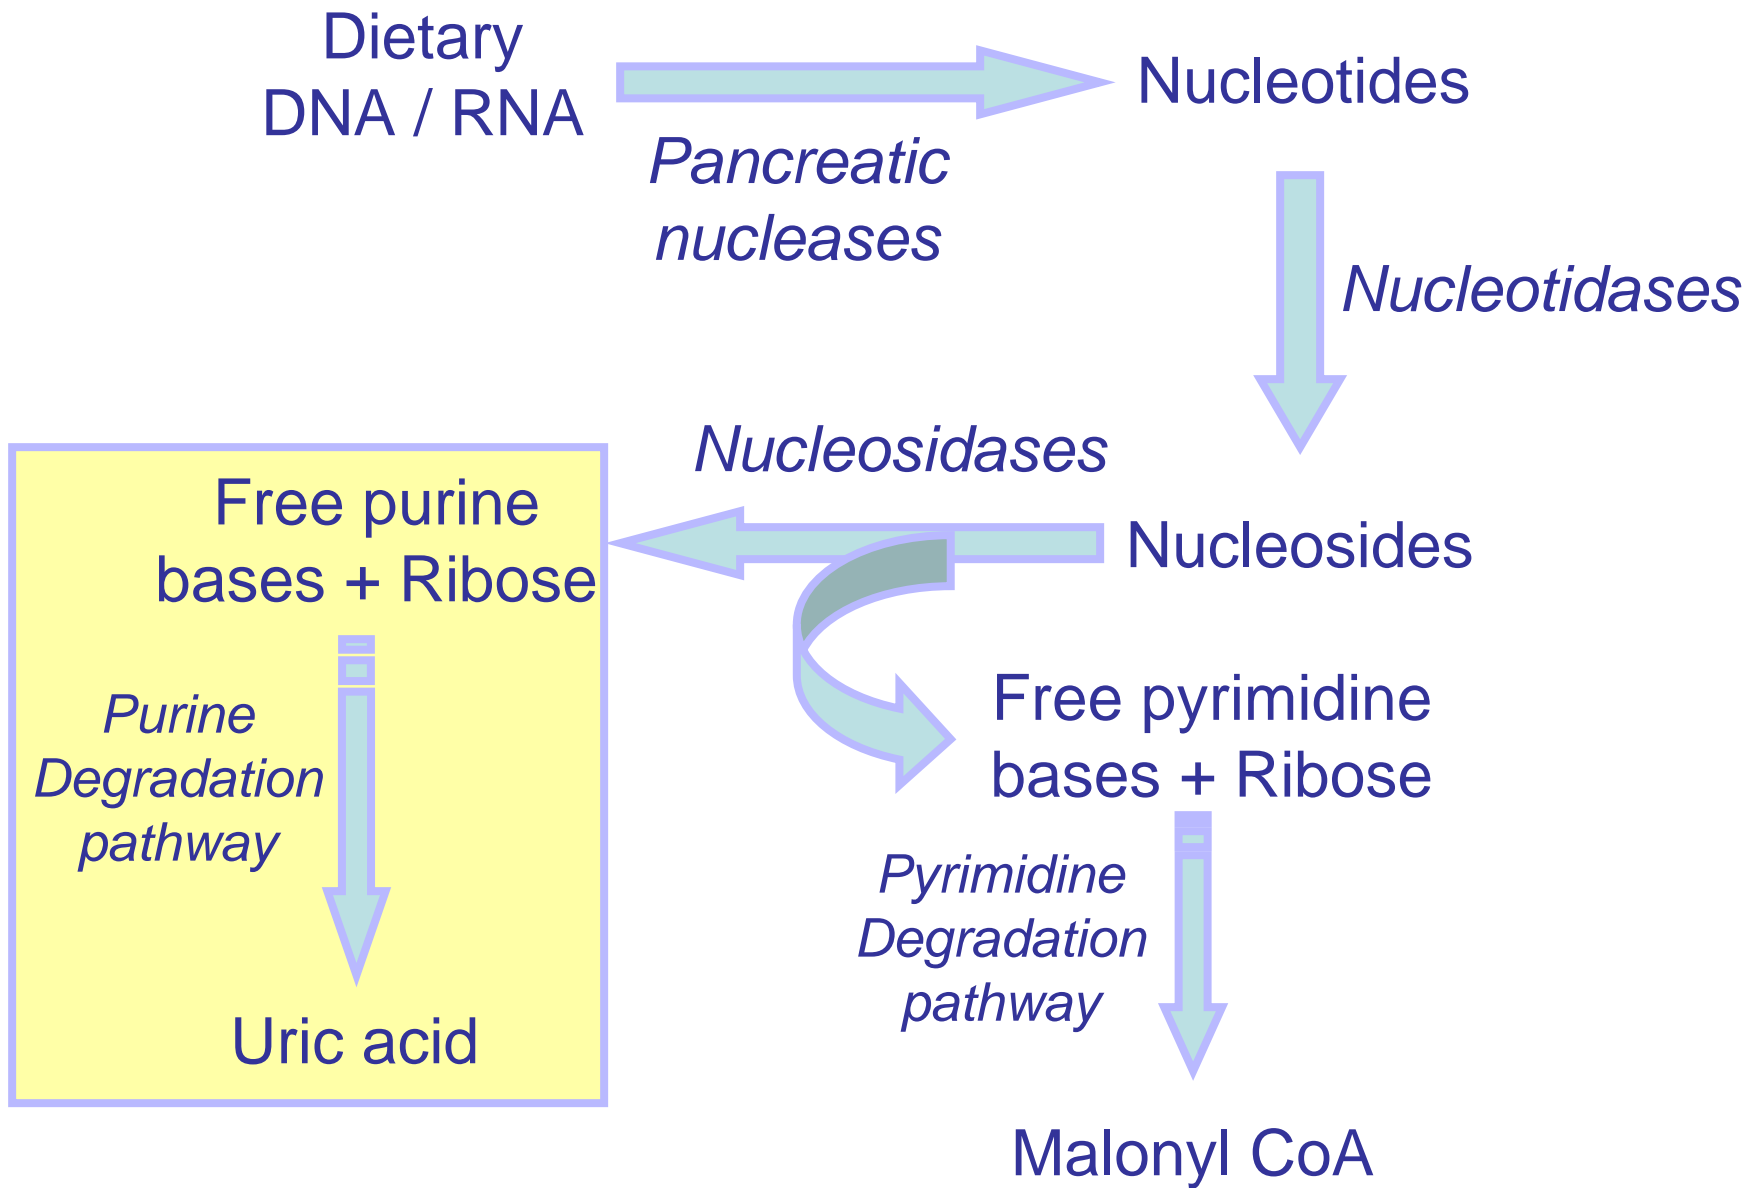 Dietary
DNA / RNA
Nucleotides
Pancreatic
nucleases
Nucleotidases
Nucleosidases
Nucleosides
Free purine
bases + Ribose
Purine
Degradation
pathway
Uric acid
Free pyrimidine
bases + Ribose
Pyrimidine
Degradation
pathway
Malonyl CoA